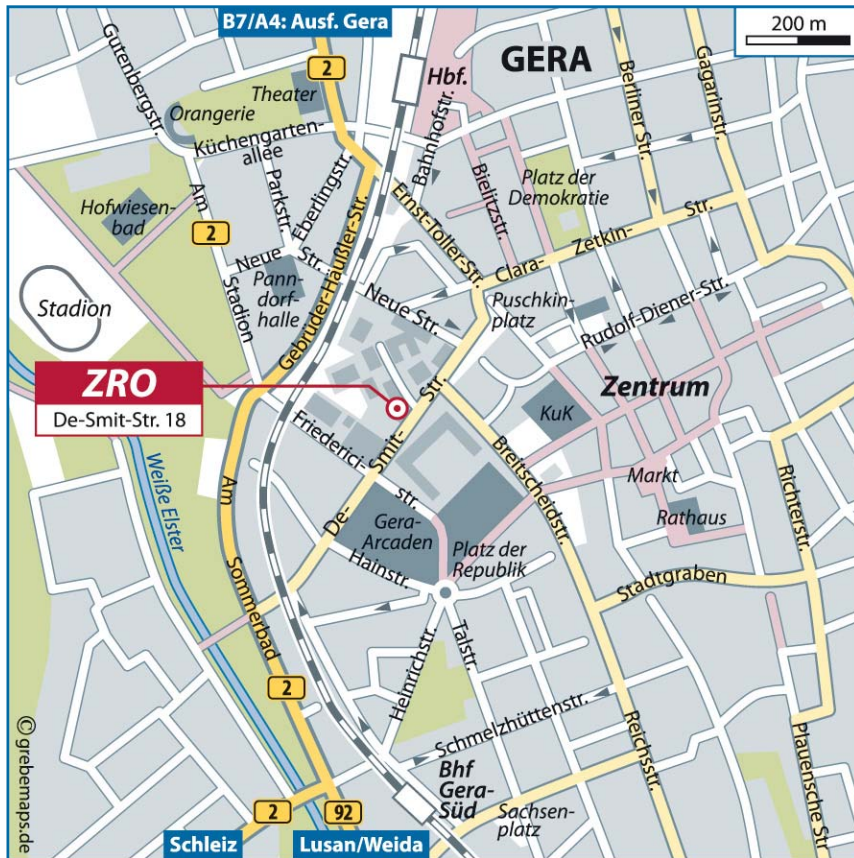 B7/A4: Ausf. Gera
200 m
2
Hbf.
GERA
Gutenbergstr.
Orangerie
Theater
Küchengarten-
allee
Bahnhofstr.
Berliner Str.
Gagarinstr.
Bielitzstr.
Platz der
Demokratie
Parkstr.
Eberlingstr.
Hofwiesen-
bad
Am
2
Stadion
Ernst-Toller-Str.
Clara-
Zetkin-
Str.
Neue
Str.
Pann-
dorf-
halle
Gebrüder-Häußler-Str.
Stadion
Neue Str.
Puschkin-
platz
Rudolf-Diener-Str.
ZRO
De-Smit-Str. 18
Zentrum
KuK
De-
Smit-
Str.
Friederici-
str.
Breitscheidstr.
Markt
Rathaus
Richterstr.
Weiße Elster
Am
Sommerbad
Gera-
Arcaden
Platz der
Republik
Hainstr.
Stadtgraben
Heinrichstr.
Talstr.
2
Schmelzhüttenstr.
Reichsstr.
Plauensche Str
Bhf
Gera-
Süd
Sachsen-
platz
2
92
Schleiz
Lusan/Weida
© grebemaps.de